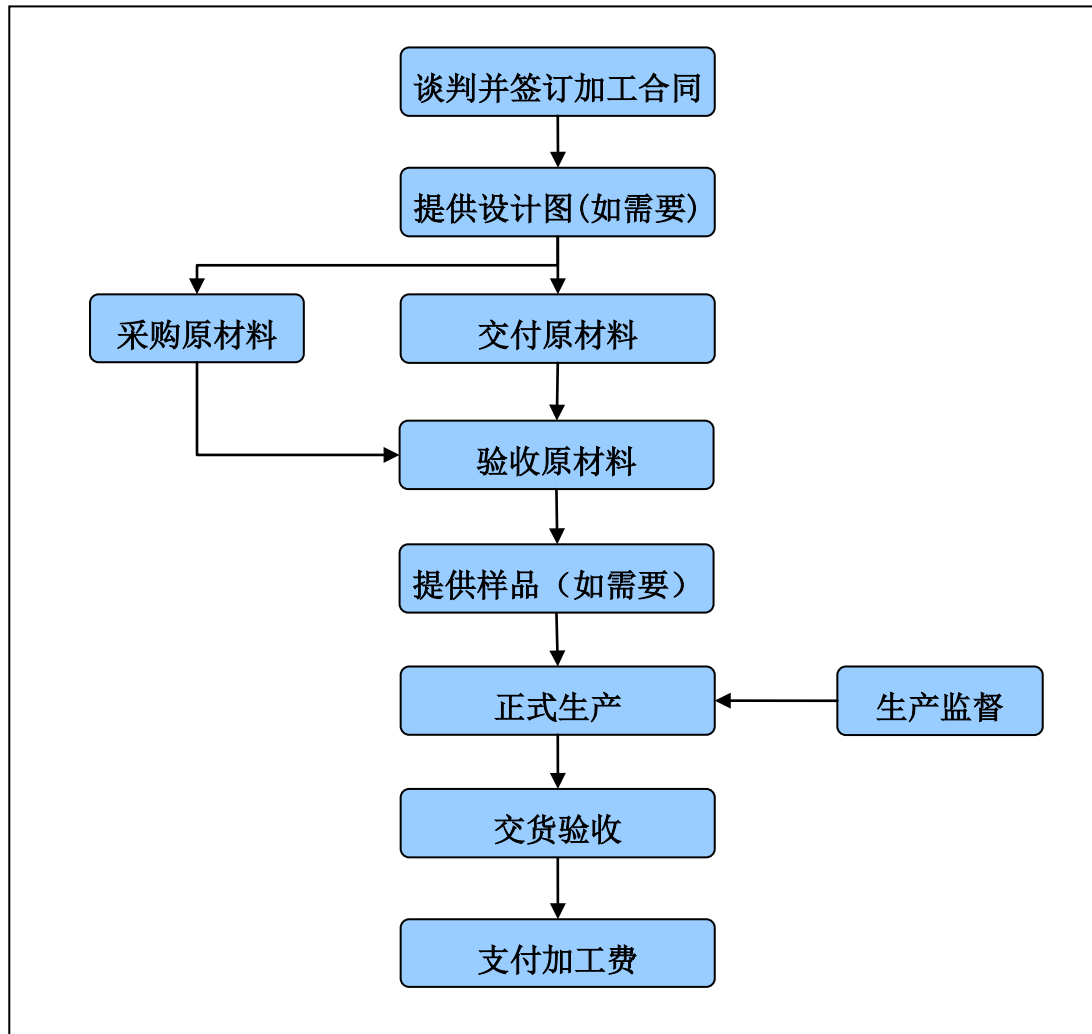 谈判并签订加工合同
提供设计图(如需要)
采购原材料
交付原材料
验收原材料
提供样品（如需要）
正式生产
生产监督
交货验收
支付加工费